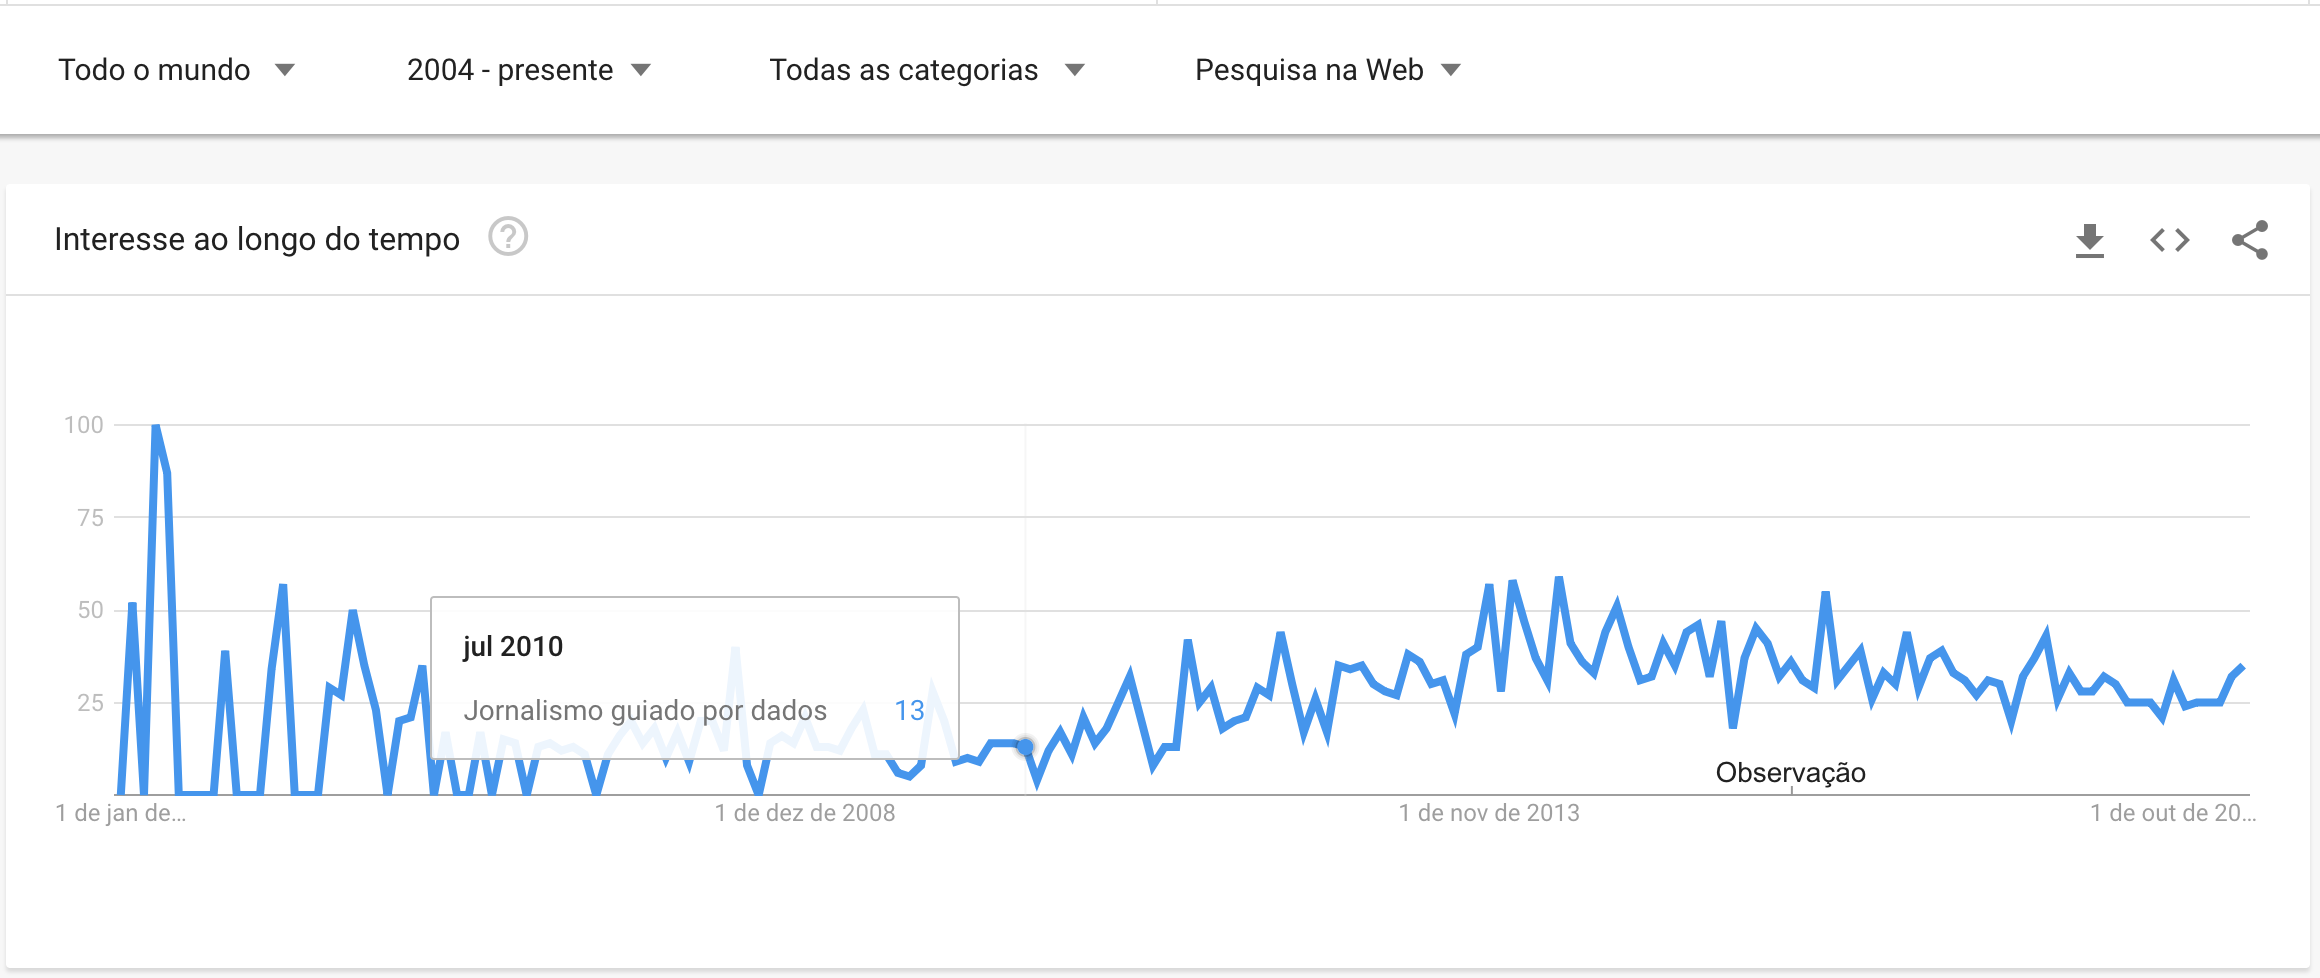 Todo o mundo
2004 - presente
Todas as categorias
Pesquisa na Web
Interesse ao longo do tempo
?
100
75
50
25
jul 2010
Jornalismo guiado por dados 13
Observação
1 de jan de...
1 de dez de 2008
1 de nov de 2013
1 de out de 20...